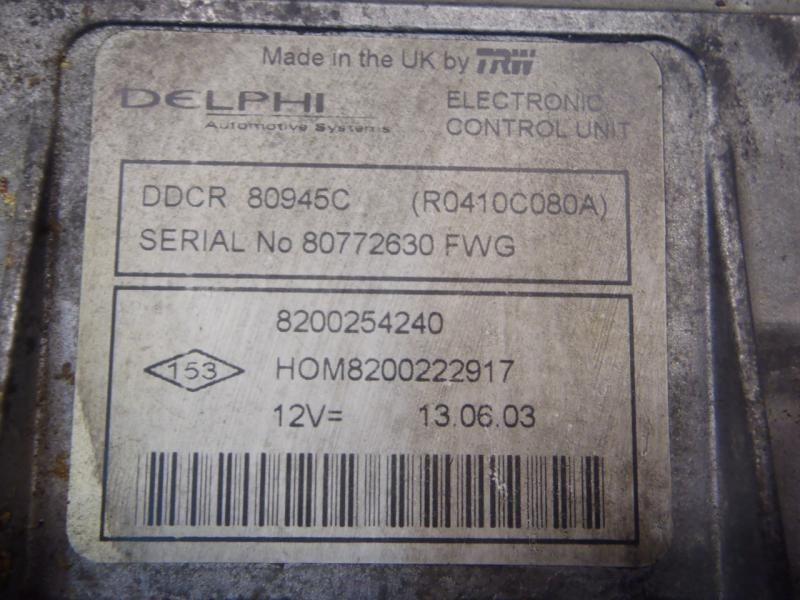 Made in the UK by TRW
DELPHI
Automotive Systems
ELECTRONIC
CONTROL UNIT
DDCR 80945C (R0410C080A)
SERIAL No 80772630 FWG
8200254240
153 HOM8200222917
12V= 13.06.03